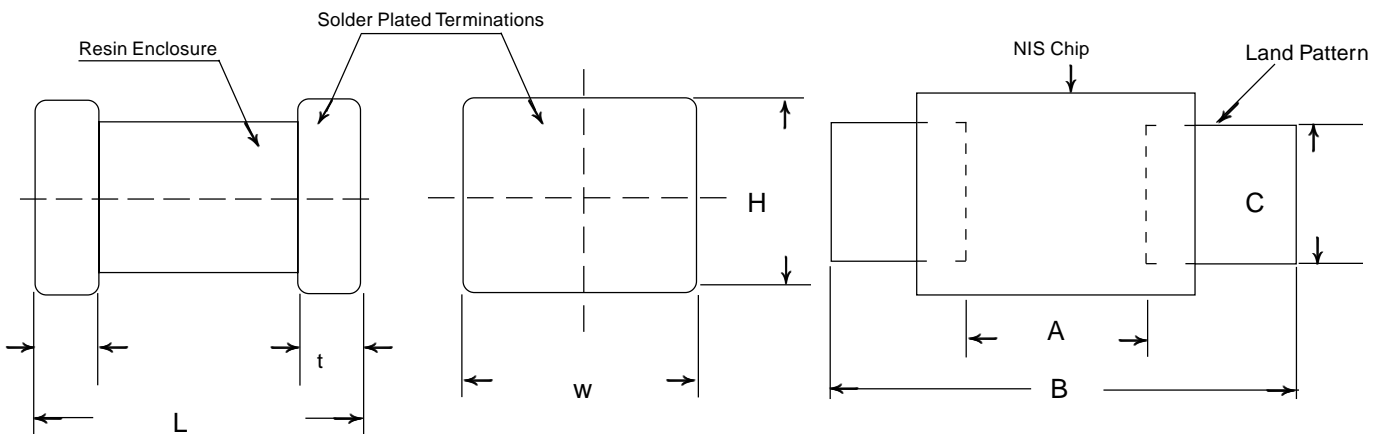 Solder Plated Terminations
Resin Enclosure
NIS Chip
Land Pattern
H
C
t
A
w
B
L